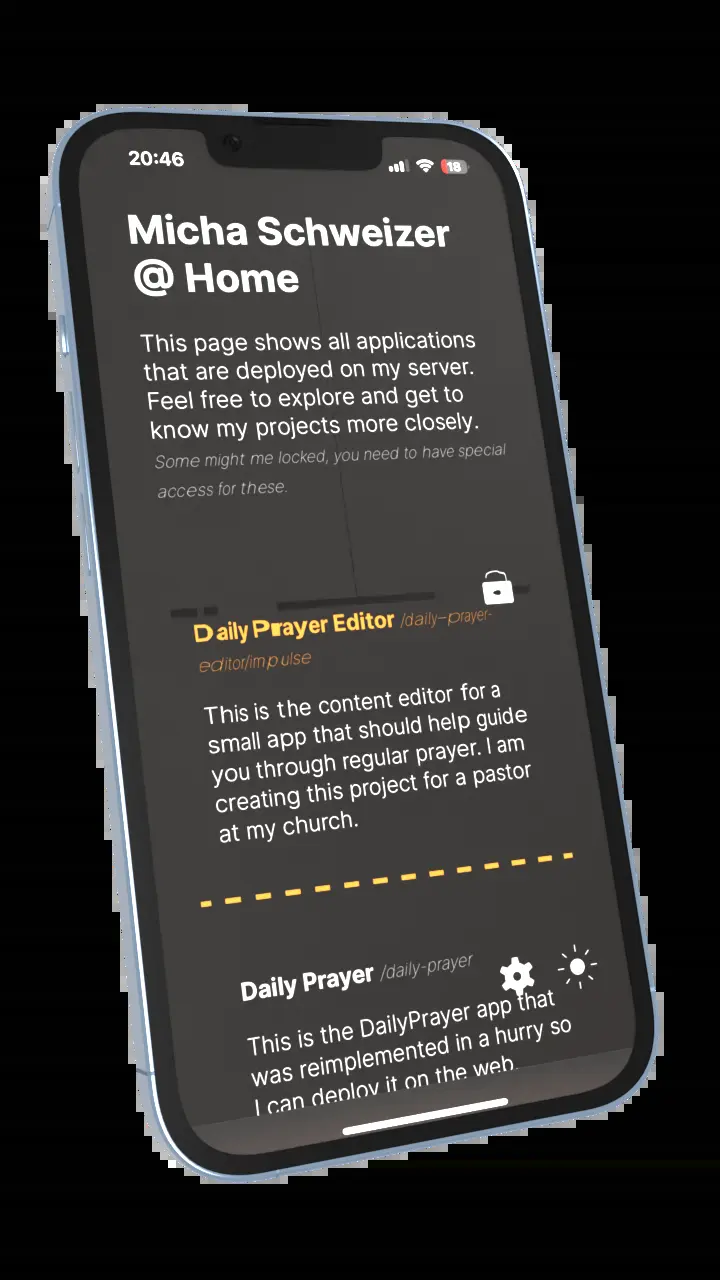 20:46
18
Micha Schweizer
@ Home
This page shows all applications
that are deployed on my server.
Feel free to explore and get to
know my projects more closely.
Some might me locked, you need to have special
access for these.
Daily Prayer Editor /daily-prayer-
editor/impulse
This is the content editor for a
small app that should help guide
you through regular prayer. I am
creating this project for a pastor
at my church.
Daily Prayer /daily-prayer
This is the DailyPrayer app that
was reimplemented in a hurry so
I can deploy it on the web.